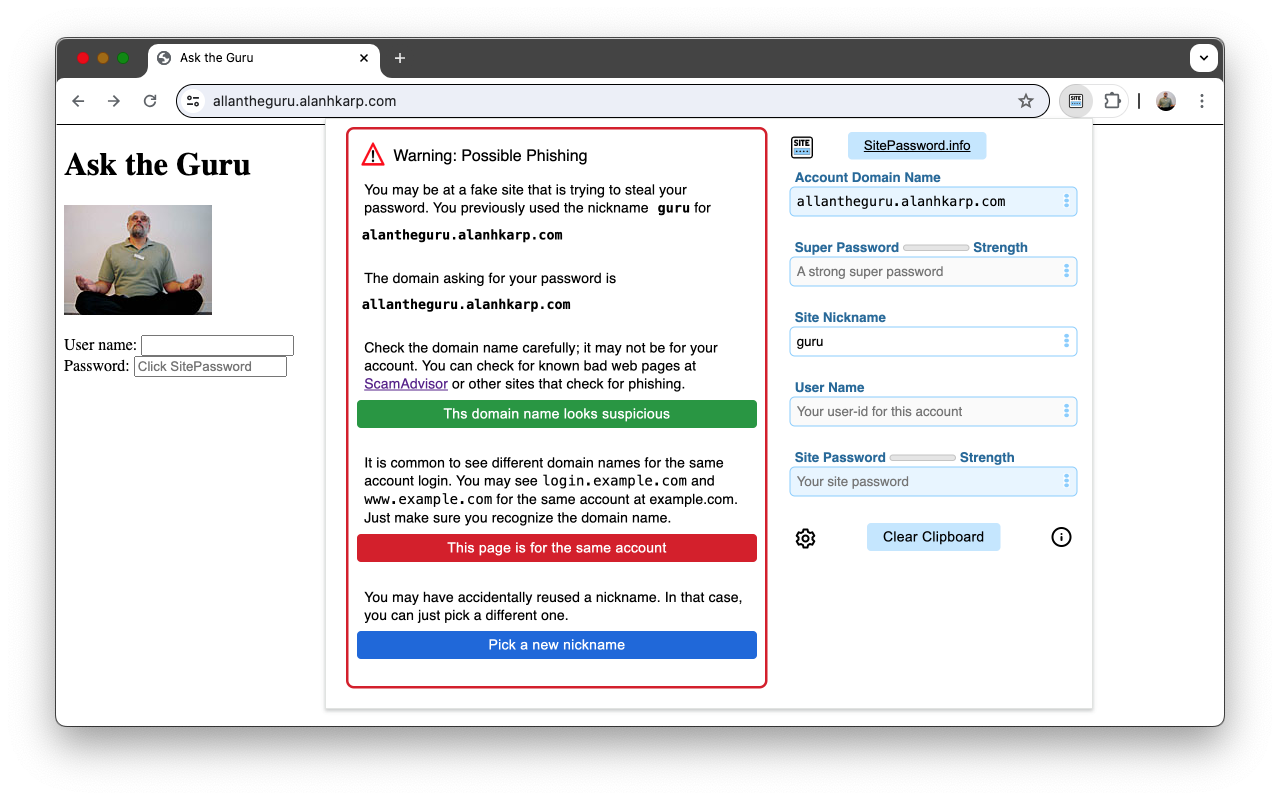 Ask the Guru
allantheguru.alanhkarp.com
Ask the Guru
User name:
Password: Click SitePassword
Warning: Possible Phishing
You may be at a fake site that is trying to steal your
password. You previously used the nickname guru for
alantheguru.alanhkarp.com
The domain asking for your password is
allantheguru.alanhkarp.com
Check the domain name carefully; it may not be for your
account. You can check for known bad web pages at
ScamAdvisor or other sites that check for phishing.
Ths domain name looks suspicious
It is common to see different domain names for the same
account login. You may see login.example.com and
www.example.com for the same account at example.com.
Just make sure you recognize the domain name.
This page is for the same account
You may have accidentally reused a nickname. In that case,
you can just pick a different one.
Pick a new nickname
SITE
SITE
SitePassword.info
Account Domain Name
allantheguru.alanhkarp.com
Super Password Strength
A strong super password
Site Nickname
guru
User Name
Your user-id for this account
Site Password Strength
Your site password
Clear Clipboard